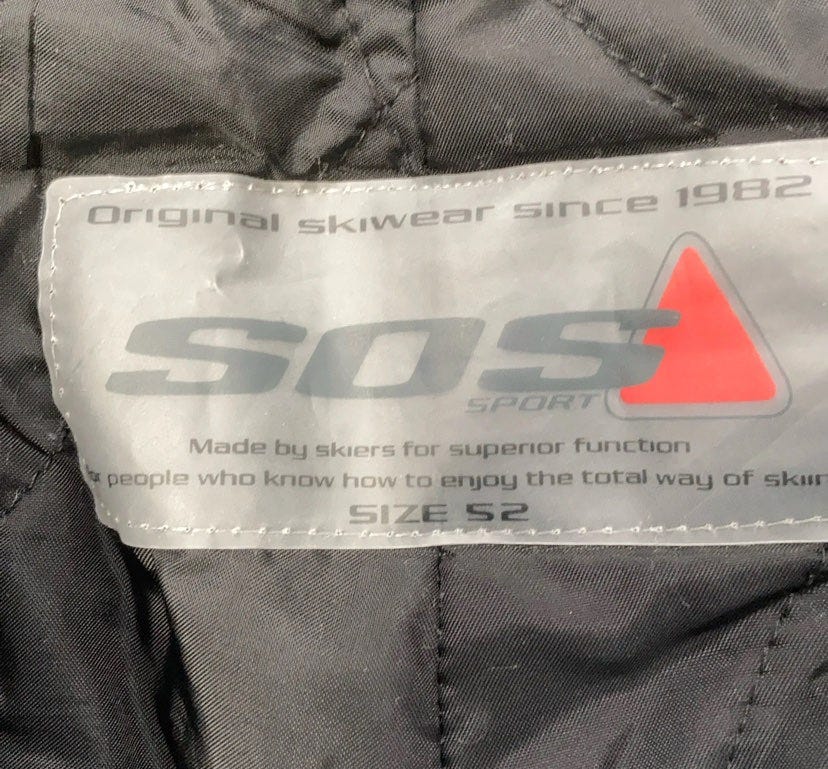 Original skiwear since 1982
SOS
SPORT
Made by skiers for superior function
people who know how to enjoy the total way of
SIZE 52